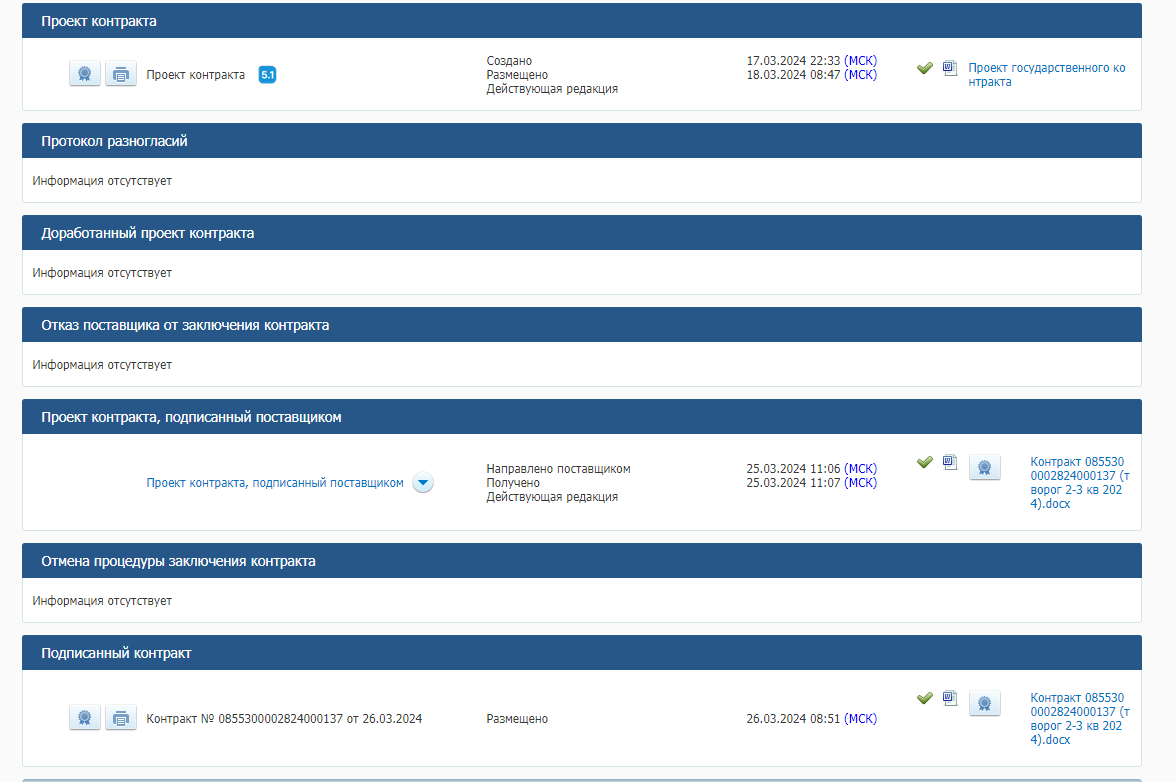 Проект контракта
Проект контракта 5.1
Создано 17.03.2024 22:33 (МСК)
Размещено 18.03.2024 08:47 (МСК)
Действующая редакция
Проект государственного ко
нтракта
Протокол разногласий
Информация отсутствует
Доработанный проект контракта
Информация отсутствует
Отказ поставщика от заключения контракта
Информация отсутствует
Проект контракта, подписанный поставщиком
Проект контракта, подписанный поставщиком
Направлено поставщиком 25.03.2024 11:06 (МСК)
Получено 25.03.2024 11:07 (МСК)
Действующая редакция
Контракт 085530
0002824000137 (т
ворог 2-3 кв 202
4).docx
Отмена процедуры заключения контракта
Информация отсутствует
Подписанный контракт
Контракт № 0855300002824000137 от 26.03.2024 Размещено 26.03.2024 08:51 (МСК)
Контракт 085530
0002824000137 (т
ворог 2-3 кв 202
4).docx